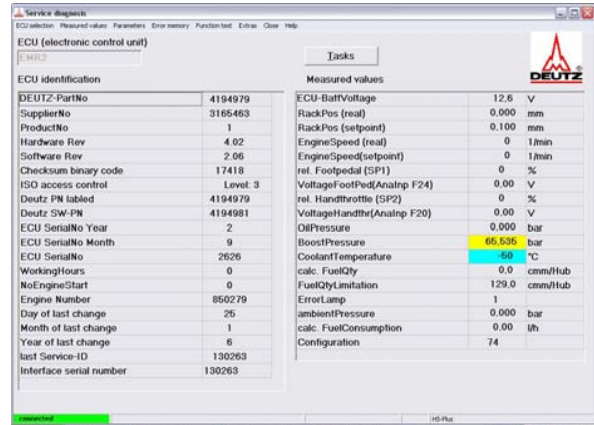 Service diagnosis
ECU selection Measured values Parameters Error memory Function test Extras Close Help
ECU (electronic control unit)
EMR2
Tasks
DEUTZ
ECU identification
Measured values
DEUTZ-PartNo 4194979
SupplierNo 3165463
ProductNo 1
Hardware Rev 4.02
Software Rev 2.06
Checksum binary code 17418
ISO access control Level: 3
Deutz PN labled 4194979
Deutz SW-PN 4194981
ECU SerialNo Year 2
ECU SerialNo Month 9
ECU SerialNo 2626
WorkingHours 0
NoEngineStart 0
Engine Number 850279
Day of last change 25
Month of last change 1
Year of last change 6
last Service-ID 130263
Interface serial number 130263
ECU-BattVoltage 12,6 V
RackPos (real) 0,000 mm
RackPos (setpoint) 0,100 mm
EngineSpeed (real) 0 1/min
EngineSpeed(setpoint) 0 1/min
rel. Footpedal (SP1) 0 %
VoltageFootPed(AnaInp F24) 0,00 V
rel. Handthrottle (SP2) 0 %
VoltageHandthr(AnaInp F20) 0,00 V
OilPressure 0,000 bar
BoostPressure 65,535 bar
CoolantTemperature -50 °C
calc. FuelQty 0,0 cmm/Hub
FuelQtyLimitation 129,0 cmm/Hub
ErrorLamp 1
ambientPressure 0,000 bar
calc. FuelConsumption 0,00 l/h
Configuration 74
connected
HS-Plus